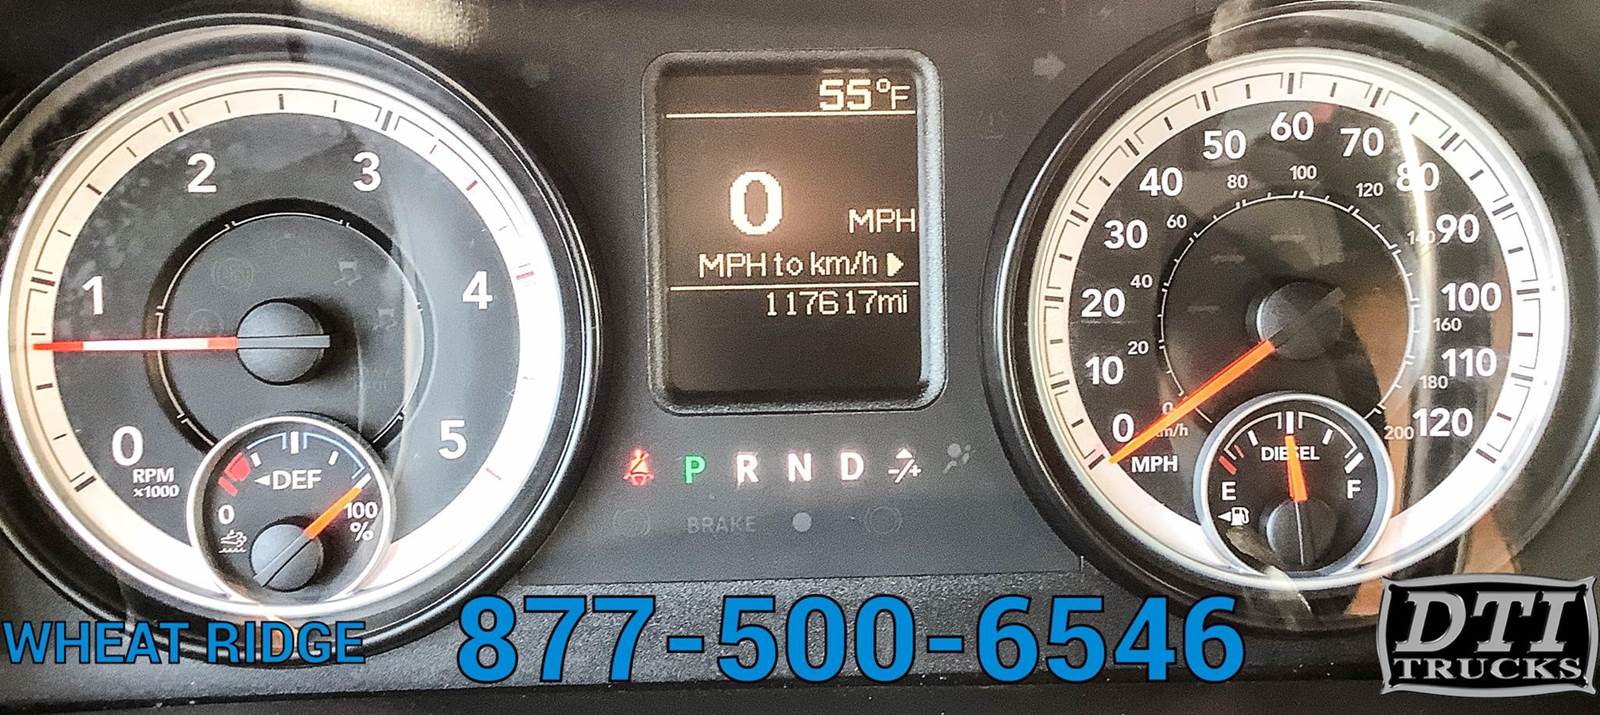 55°F
0 MPH
MPH to km/h
117617mi
0 1 2 3 4 5
RPM
x1000
DEF
0 100
%
0 10 20 30 40 50 60 70 80 90 100 110 120
MPH
0 20 40 60 80 100 120 140 160 180 200
km/h
DIESEL
E F
P R N D -/+
BRAKE
WHEAT RIDGE
877-500-6546
DTI
TRUCKS